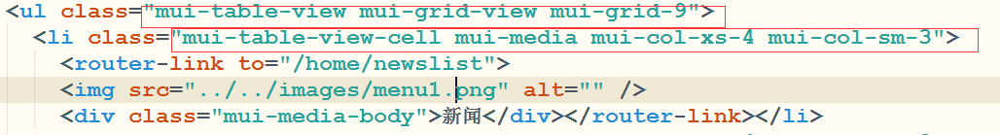 <ul class="mui-table-view mui-grid-view mui-grid-9">
<li class="mui-table-view-cell mui-media mui-col-xs-4 mui-col-sm-3">
<router-link to="/home/newslist">
<img src="../../images/menu1.png" alt="" />
<div class="mui-media-body">新闻</div></router-link></li>